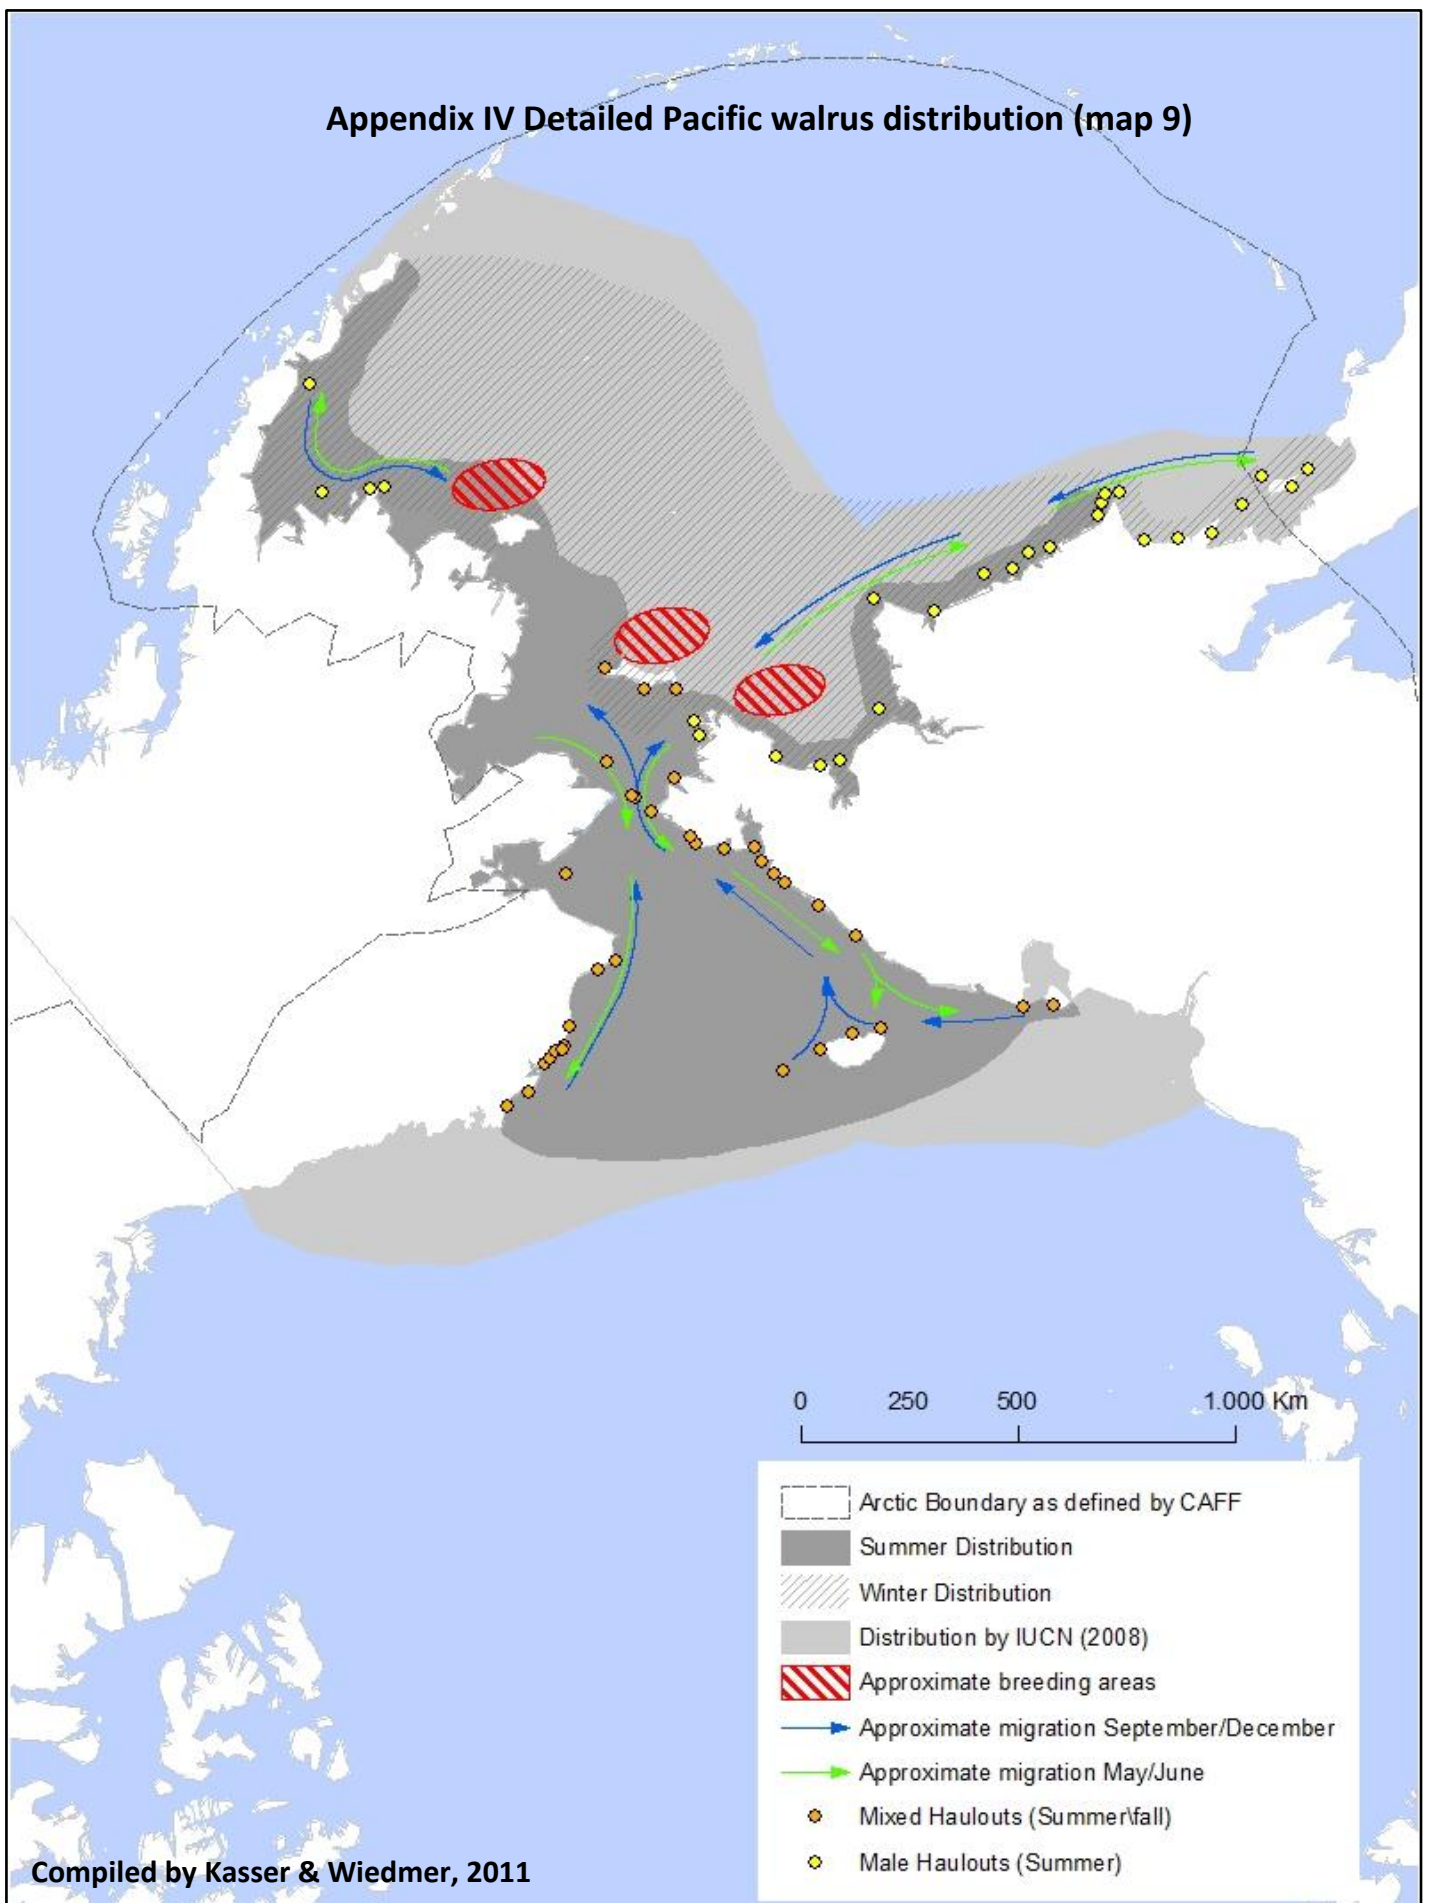 Appendix IV Detailed Pacific walrus distribution (map 9)
0 250 500 1.000 Km
Arctic Boundary as defined by CAFF
Summer Distribution
Winter Distribution
Distribution by IUCN (2008)
Approximate breeding areas
Approximate migration September/December
Approximate migration May/June
Mixed Haulouts (Summer\fall)
Male Haulouts (Summer)
Compiled by Kasser & Wiedmer, 2011